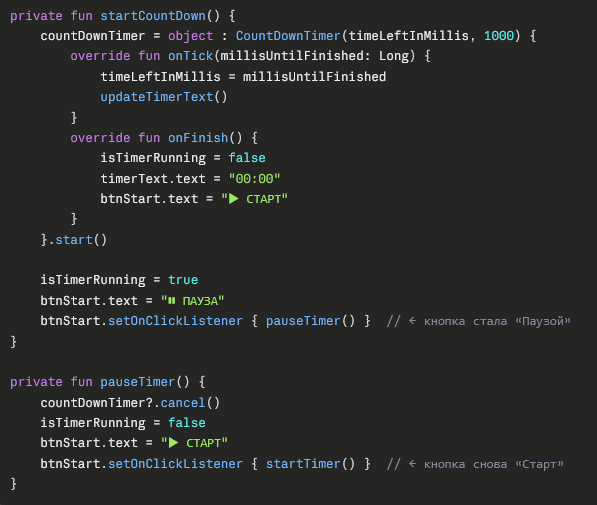 private fun startCountDown() {
    countDownTimer = object : CountDownTimer(timeLeftInMillis, 1000) {
        override fun onTick(millisUntilFinished: Long) {
            timeLeftInMillis = millisUntilFinished
            updateTimerText()
        }
        override fun onFinish() {
            isTimerRunning = false
            timerText.text = "00:00"
            btnStart.text = "▶ СТАРТ"
        }
    }.start()

    isTimerRunning = true
    btnStart.text = "⏸ ПАУЗА"
    btnStart.setOnClickListener { pauseTimer() }  // ← кнопка стала «Паузой»
}

private fun pauseTimer() {
    countDownTimer?.cancel()
    isTimerRunning = false
    btnStart.text = "▶ СТАРТ"
    btnStart.setOnClickListener { startTimer() }  // ← кнопка снова «Старт»
}